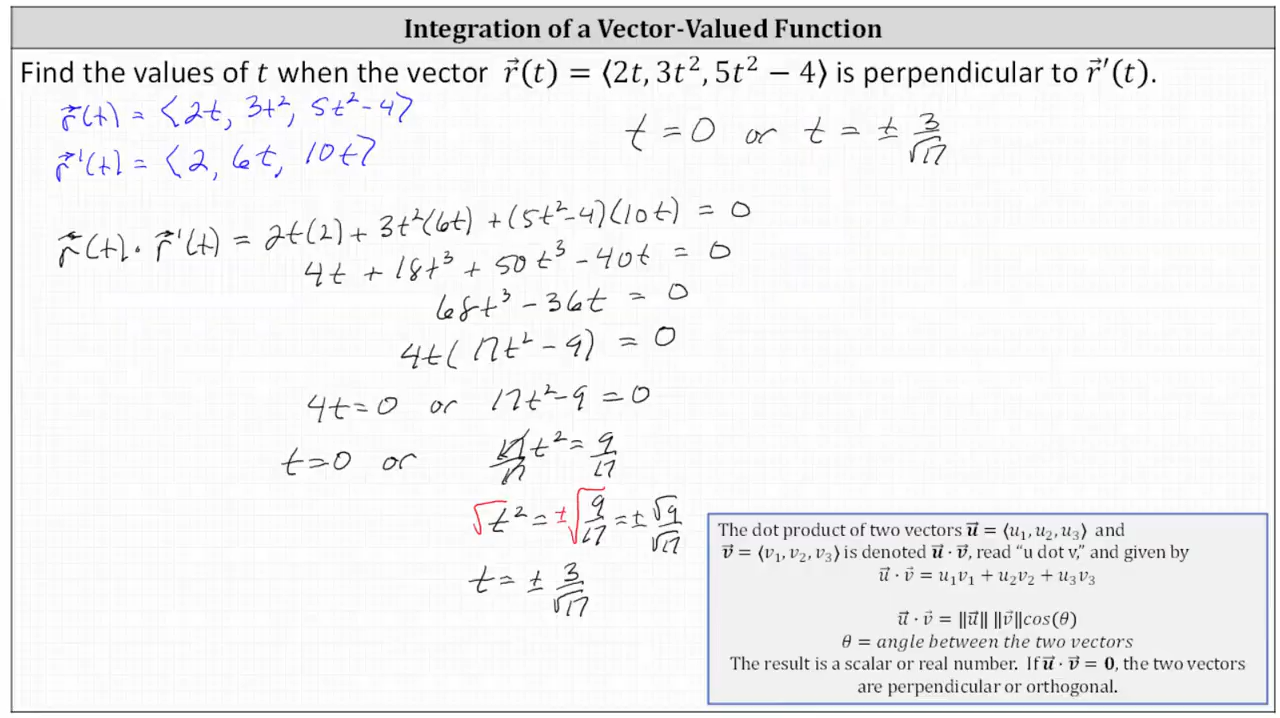 Integration of a Vector-Valued Function
Find the values of t when the vector r⃗(t) = ⟨2t, 3t², 5t² − 4⟩ is perpendicular to r⃗′(t).
r⃗(t) = ⟨2t, 3t², 5t² − 4⟩
r⃗′(t) = ⟨2, 6t, 10t⟩
t = 0 or t = ± 3/√17
r⃗(t) · r⃗′(t) = 2t(2) + 3t²(6t) + (5t² − 4)(10t) = 0
4t + 18t³ + 50t³ − 40t = 0
68t³ − 36t = 0
4t(17t² − 9) = 0
4t = 0 or 17t² − 9 = 0
t = 0 or 17/17 t² = 9/17
√t² = ±√(9/17) = ± √9/√17
t = ± 3/√17
The dot product of two vectors u⃗ = ⟨u₁, u₂, u₃⟩ and
v⃗ = ⟨v₁, v₂, v₃⟩ is denoted u⃗ · v⃗, read “u dot v,” and given by
u⃗ · v⃗ = u₁v₁ + u₂v₂ + u₃v₃
u⃗ · v⃗ = ‖u⃗‖ ‖v⃗‖cos(θ)
θ = angle between the two vectors
The result is a scalar or real number. If u⃗ · v⃗ = 0, the two vectors
are perpendicular or orthogonal.